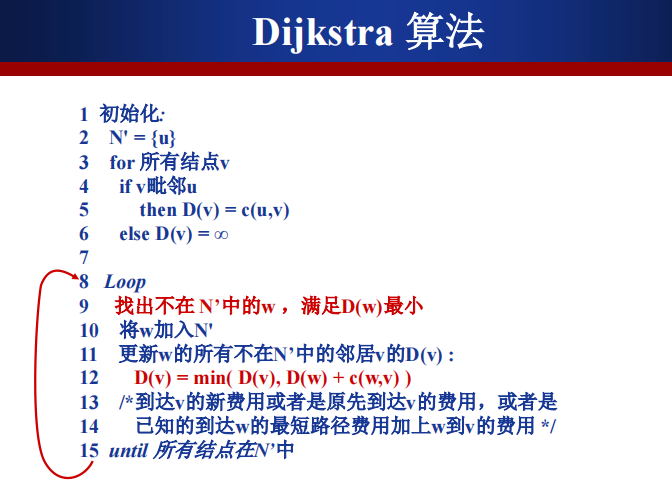 Dijkstra 算法
1 初始化:
2 N' = {u}
3 for 所有结点v
4 if v毗邻u
5 then D(v) = c(u,v)
6 else D(v) = ∞
7
8 Loop
9 找出不在 N’中的w ，满足D(w)最小
10 将w加入N'
11 更新w的所有不在N’中的邻居v的D(v) :
12 D(v) = min( D(v), D(w) + c(w,v) )
13 /*到达v的新费用或者是原先到达v的费用，或者是
14 已知的到达w的最短路径费用加上w到v的费用 */
15 until 所有结点在N’中